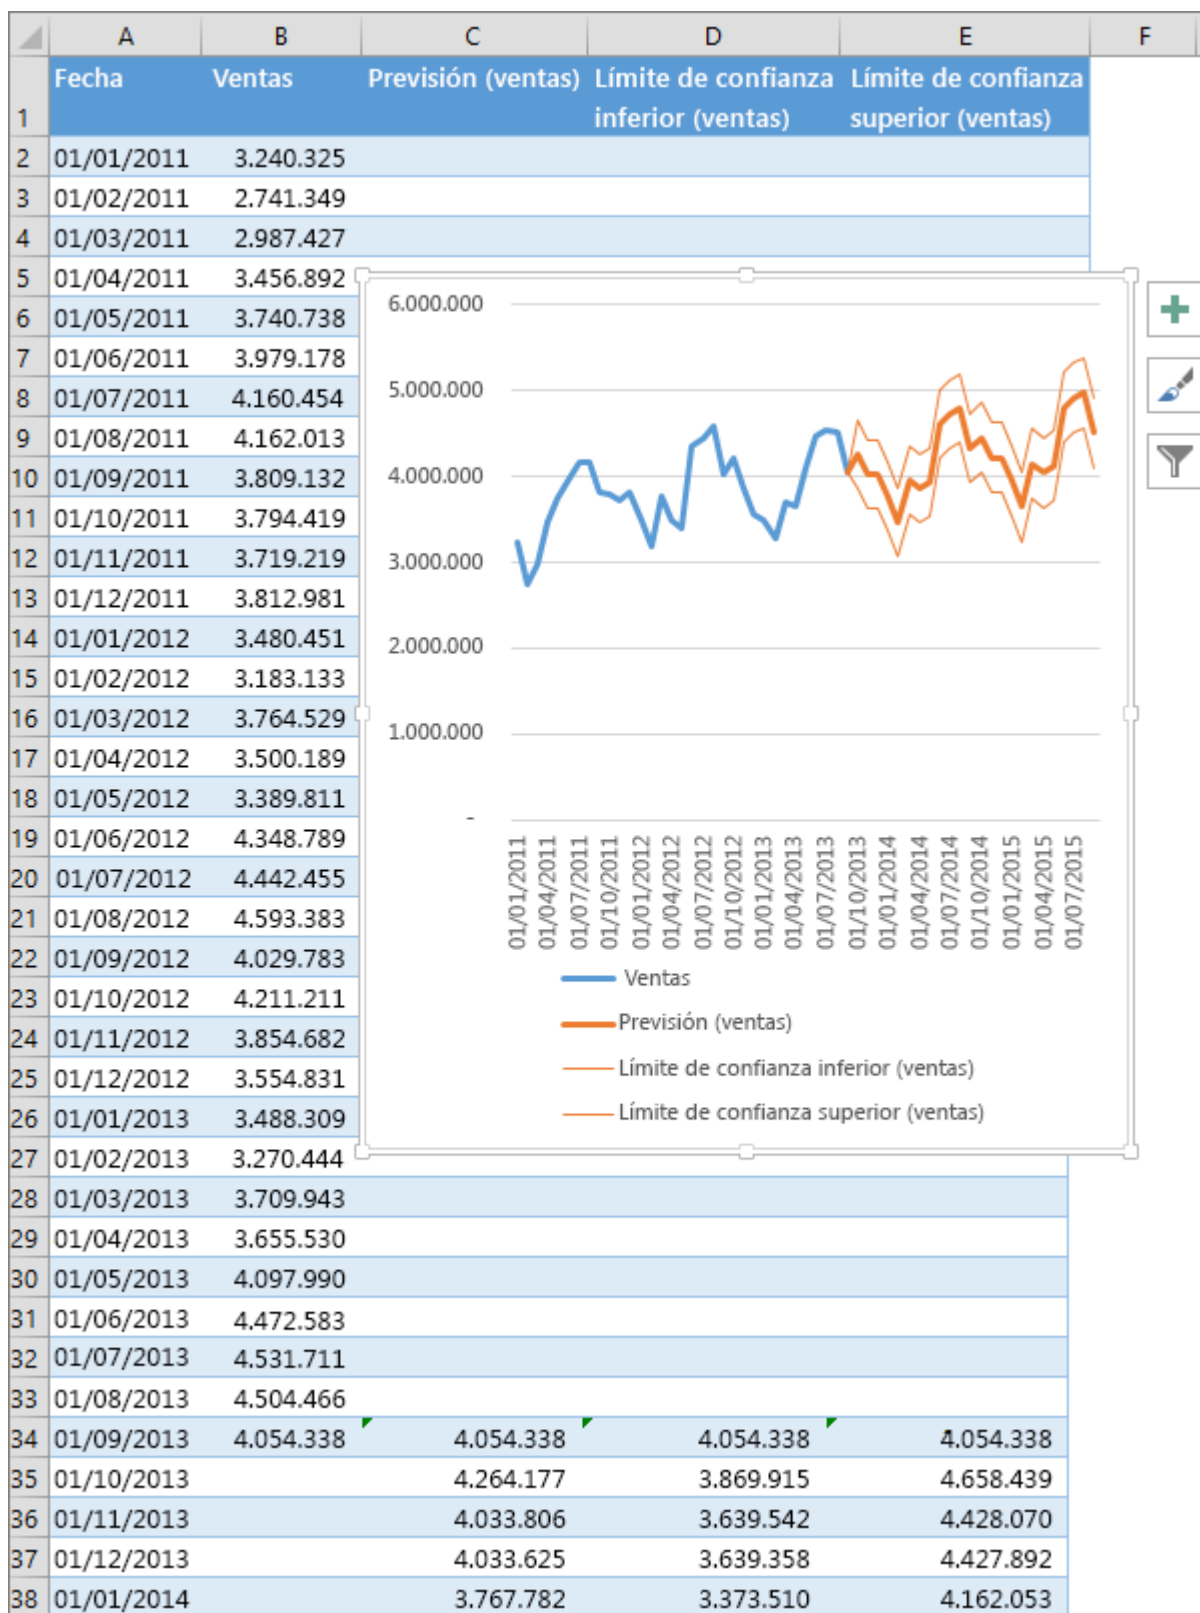 A B C D E F
1 Fecha Ventas Previsión (ventas) Límite de confianza inferior (ventas) Límite de confianza superior (ventas)
2 01/01/2011 3.240.325
3 01/02/2011 2.741.349
4 01/03/2011 2.987.427
5 01/04/2011 3.456.892
6 01/05/2011 3.740.738
7 01/06/2011 3.979.178
8 01/07/2011 4.160.454
9 01/08/2011 4.162.013
10 01/09/2011 3.809.132
11 01/10/2011 3.794.419
12 01/11/2011 3.719.219
13 01/12/2011 3.812.981
14 01/01/2012 3.480.451
15 01/02/2012 3.183.133
16 01/03/2012 3.764.529
17 01/04/2012 3.500.189
18 01/05/2012 3.389.811
19 01/06/2012 4.348.789
20 01/07/2012 4.442.455
21 01/08/2012 4.593.383
22 01/09/2012 4.029.783
23 01/10/2012 4.211.211
24 01/11/2012 3.854.682
25 01/12/2012 3.554.831
26 01/01/2013 3.488.309
27 01/02/2013 3.270.444
28 01/03/2013 3.709.943
29 01/04/2013 3.655.530
30 01/05/2013 4.097.990
31 01/06/2013 4.472.583
32 01/07/2013 4.531.711
33 01/08/2013 4.504.466
34 01/09/2013 4.054.338 4.054.338 4.054.338 4.054.338
35 01/10/2013 4.264.177 3.869.915 4.658.439
36 01/11/2013 4.033.806 3.639.542 4.428.070
37 01/12/2013 4.033.625 3.639.358 4.427.892
38 01/01/2014 3.767.782 3.373.510 4.162.053
6.000.000
5.000.000
4.000.000
3.000.000
2.000.000
1.000.000
-
01/01/2011
01/04/2011
01/07/2011
01/10/2011
01/01/2012
01/04/2012
01/07/2012
01/10/2012
01/01/2013
01/04/2013
01/07/2013
01/10/2013
01/01/2014
01/04/2014
01/07/2014
01/10/2014
01/01/2015
01/04/2015
01/07/2015
Ventas
Previsión (ventas)
Límite de confianza inferior (ventas)
Límite de confianza superior (ventas)